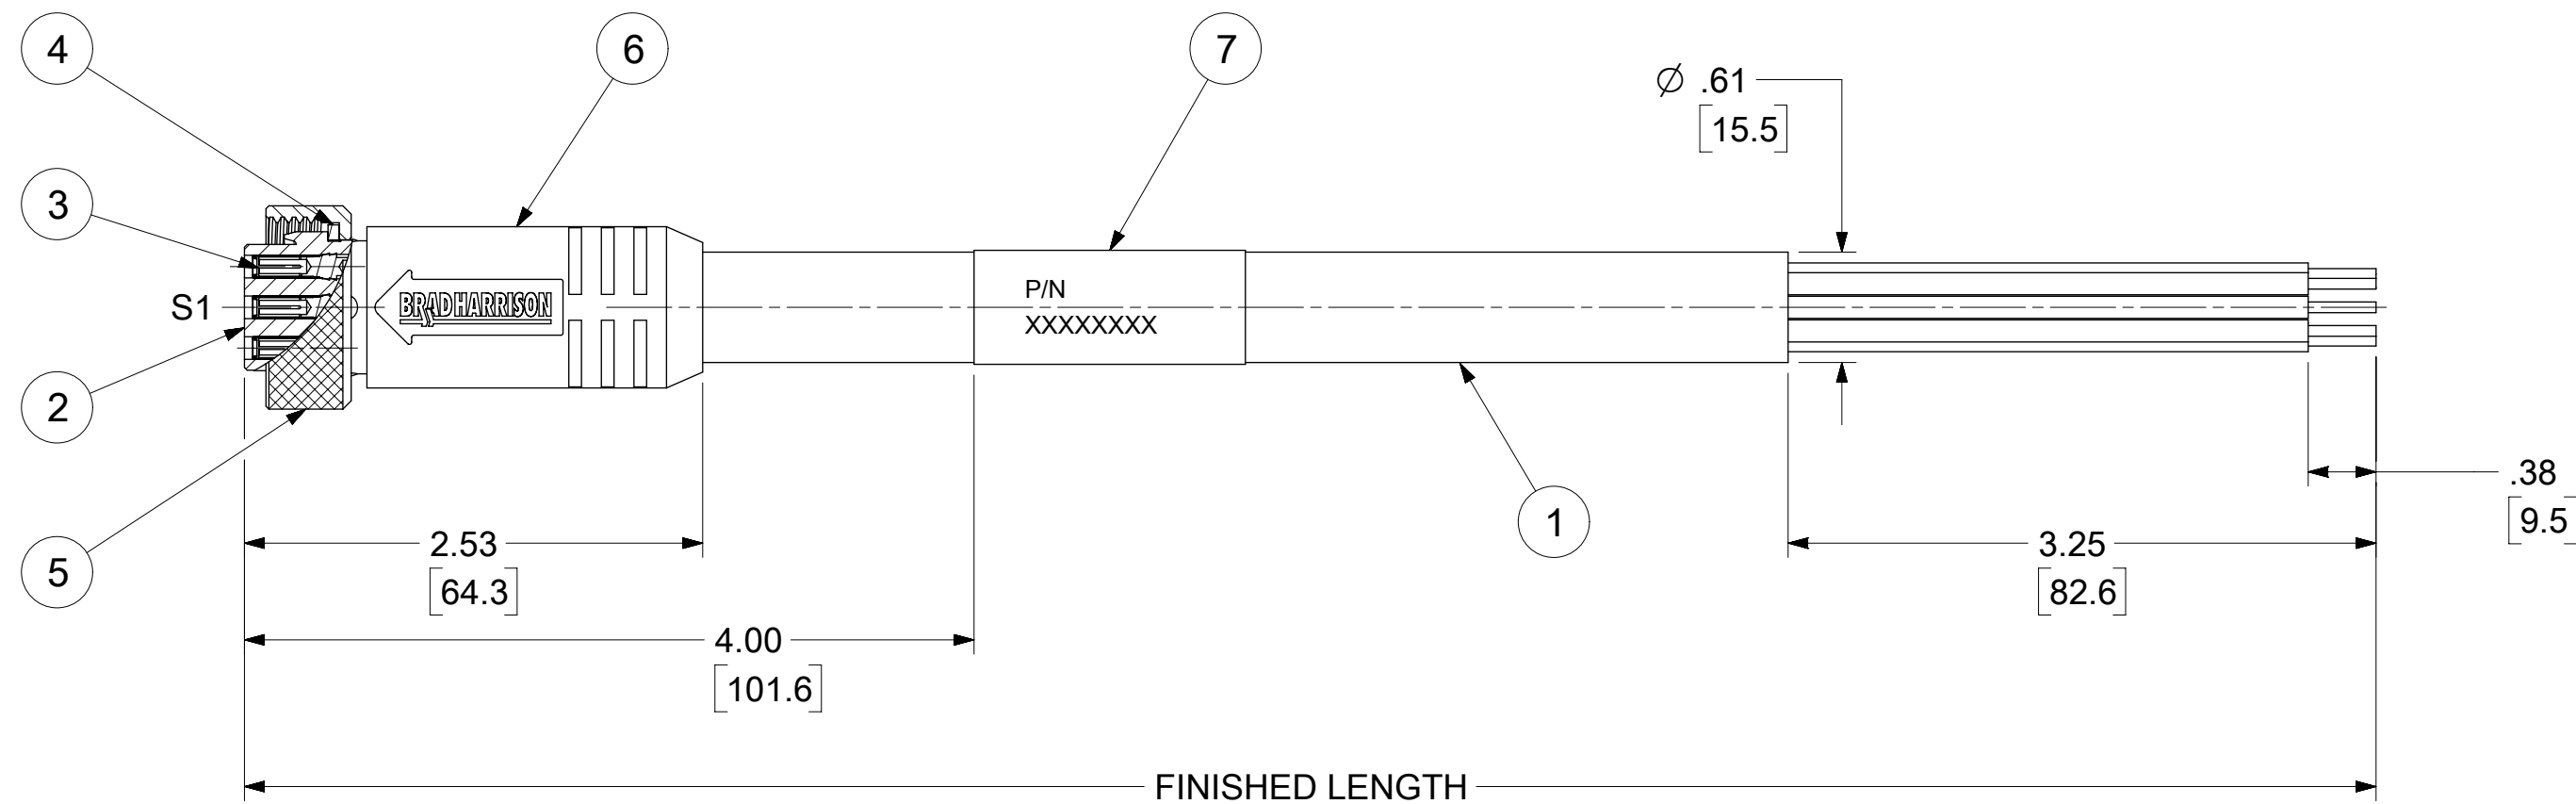 4
6
7
Ø .61
[15.5]
3
S1
BRADHARRISON
P/N
XXXXXXXX
2
1
.38
[9.5]
5
2.53
[64.3]
3.25
[82.6]
4.00
[101.6]
FINISHED LENGTH